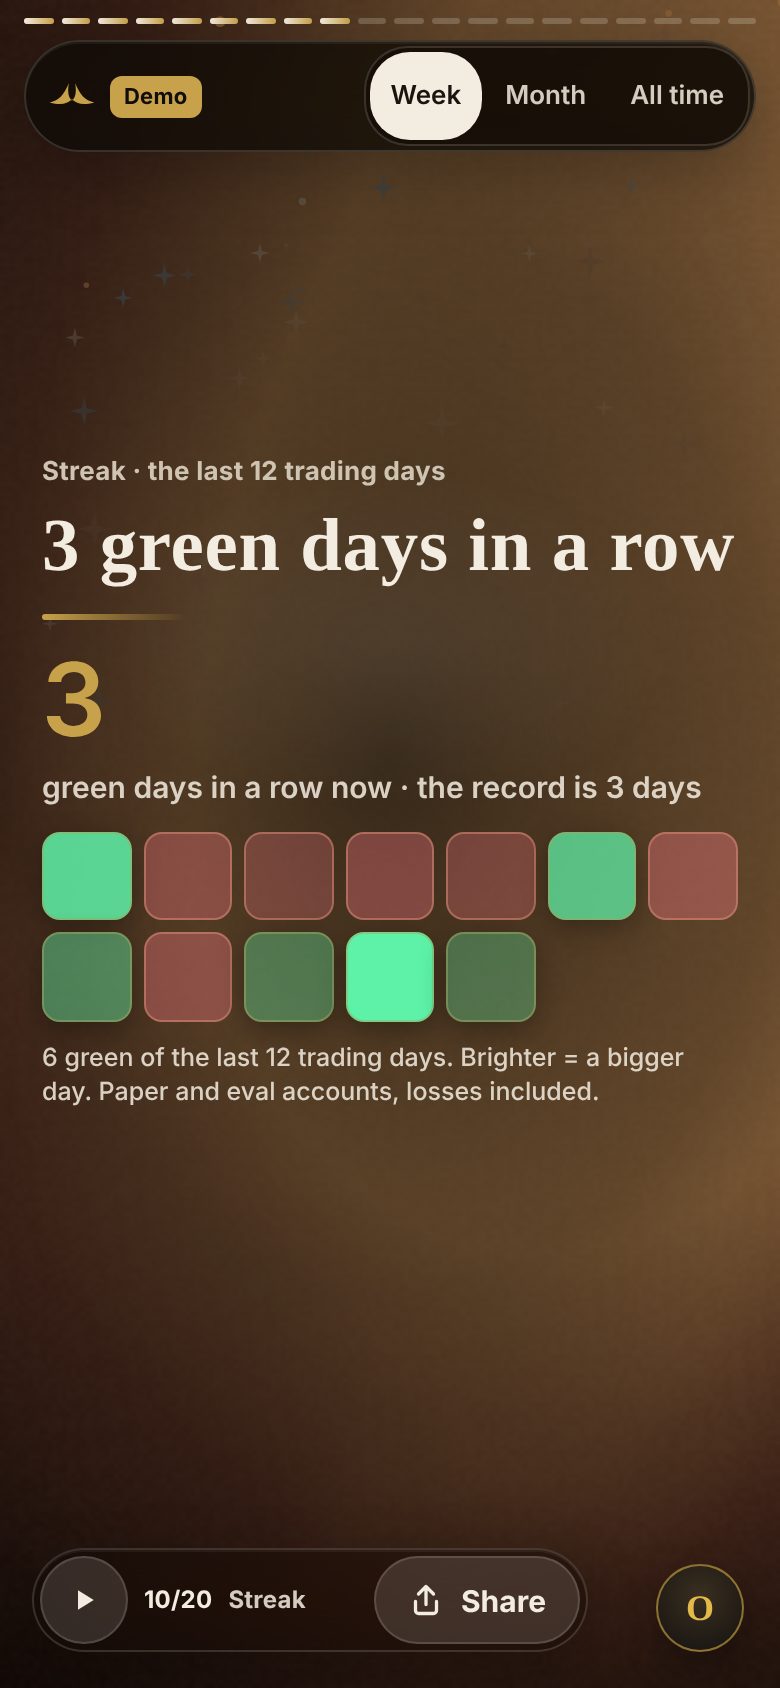 Demo
Week
Month
All time
Streak · the last 12 trading days
3 green days in a row
3
green days in a row now · the record is 3 days
6 green of the last 12 trading days. Brighter = a bigger
day. Paper and eval accounts, losses included.
10/20 Streak
Share
O